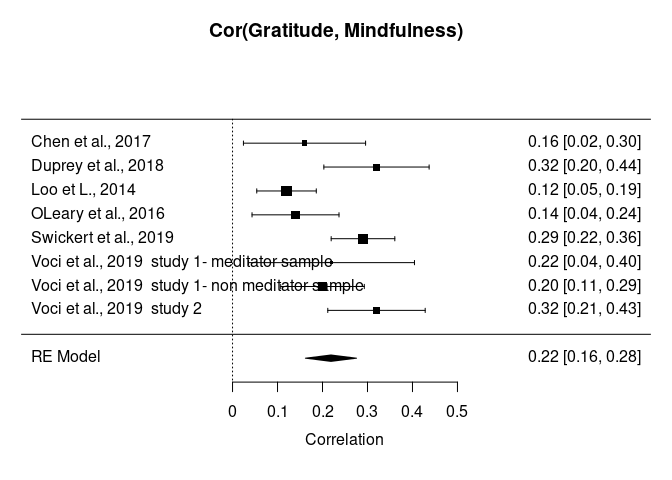 Cor(Gratitude, Mindfulness)
Chen et al., 2017 0.16 [0.02, 0.30]
Duprey et al., 2018 0.32 [0.20, 0.44]
Loo et L., 2014 0.12 [0.05, 0.19]
OLeary et al., 2016 0.14 [0.04, 0.24]
Swickert et al., 2019 0.29 [0.22, 0.36]
Voci et al., 2019 study 1- meditator sample 0.22 [0.04, 0.40]
Voci et al., 2019 study 1- non meditator sample 0.20 [0.11, 0.29]
Voci et al., 2019 study 2 0.32 [0.21, 0.43]
RE Model 0.22 [0.16, 0.28]
0 0.1 0.2 0.3 0.4 0.5
Correlation